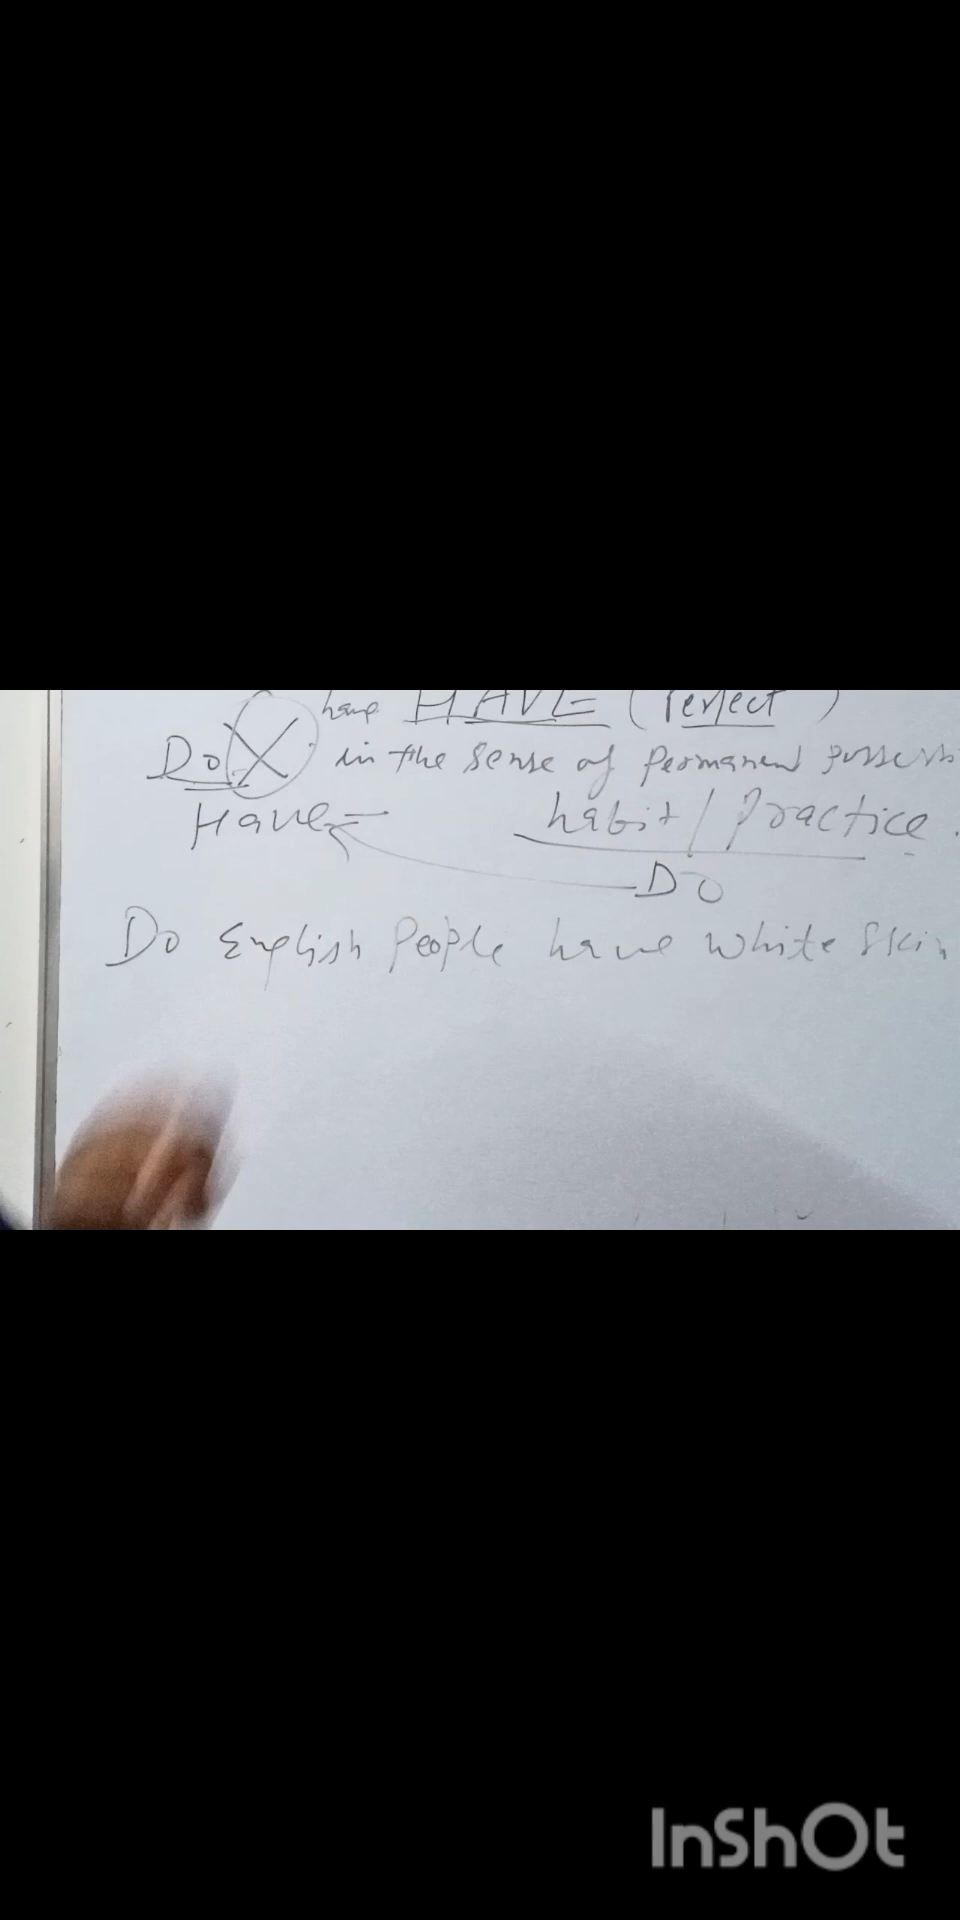 have HAVE (Perfect)
Do X in the sense of permanent
Have = habit / Practice.
Do
Do English People have white skin
InShOt